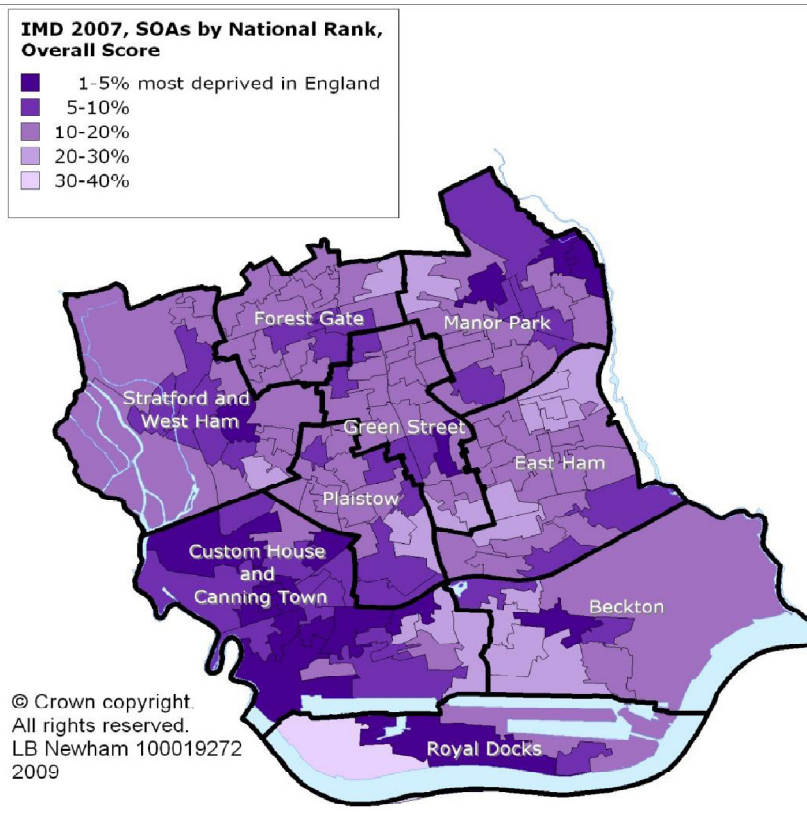 IMD 2007, SOAs by National Rank,
Overall Score
1-5% most deprived in England
5-10%
10-20%
20-30%
30-40%
Forest Gate
Manor Park
Stratford and
West Ham
Green Street
East Ham
Plaistow
Custom House
and
Canning Town
Beckton
Royal Docks
© Crown copyright.
All rights reserved.
LB Newham 100019272
2009